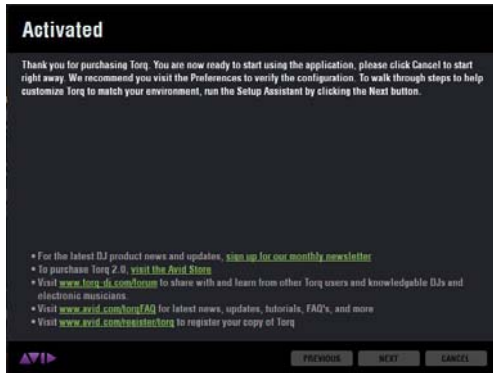 Activated
Thank you for purchasing Torq. You are now ready to start using the application, please click Cancel to start
right away. We recommend you visit the Preferences to verify the configuration. To walk through steps to help
customize Torq to match your environment, run the Setup Assistant by clicking the Next button.
• For the latest DJ product news and updates, sign up for our monthly newsletter
• To purchase Torq 2.0, visit the Avid Store
• Visit www.torq-dj.com/forum to share with and learn from other Torq users and knowledgable DJs and
electronic musicians.
• Visit www.avid.com/torqFAQ for latest news, updates, tutorials, FAQ's, and more
• Visit www.avid.com/register/torq to register your copy of Torq
AVID
PREVIOUS NEXT CANCEL